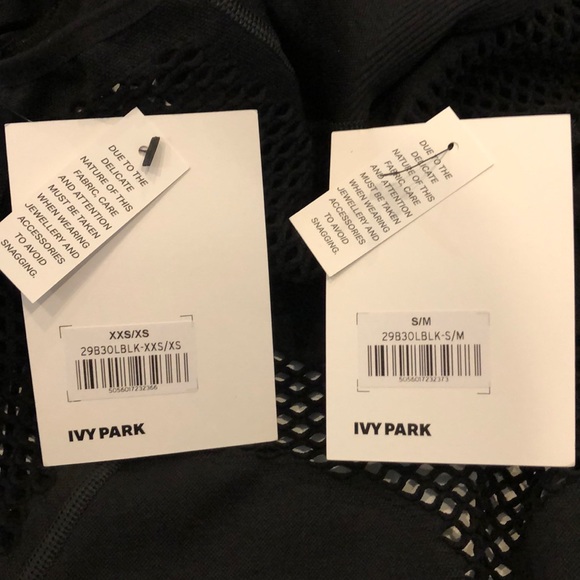 DUE TO THE
DELICATE
NATURE OF THIS
FABRIC, CARE
AND ATTENTION
MUST BE TAKEN
WHEN WEARING
JEWELLERY AND
ACCESSORIES
TO AVOID
SNAGGING.
XXS/XS
29B30LBLK-XXS/XS
5056017232366
IVY PARK
DUE TO THE
DELICATE
NATURE OF THIS
FABRIC, CARE
AND ATTENTION
MUST BE TAKEN
WHEN WEARING
JEWELLERY AND
ACCESSORIES
TO AVOID
SNAGGING.
S/M
29B30LBLK-S/M
5056017232373
IVY PARK